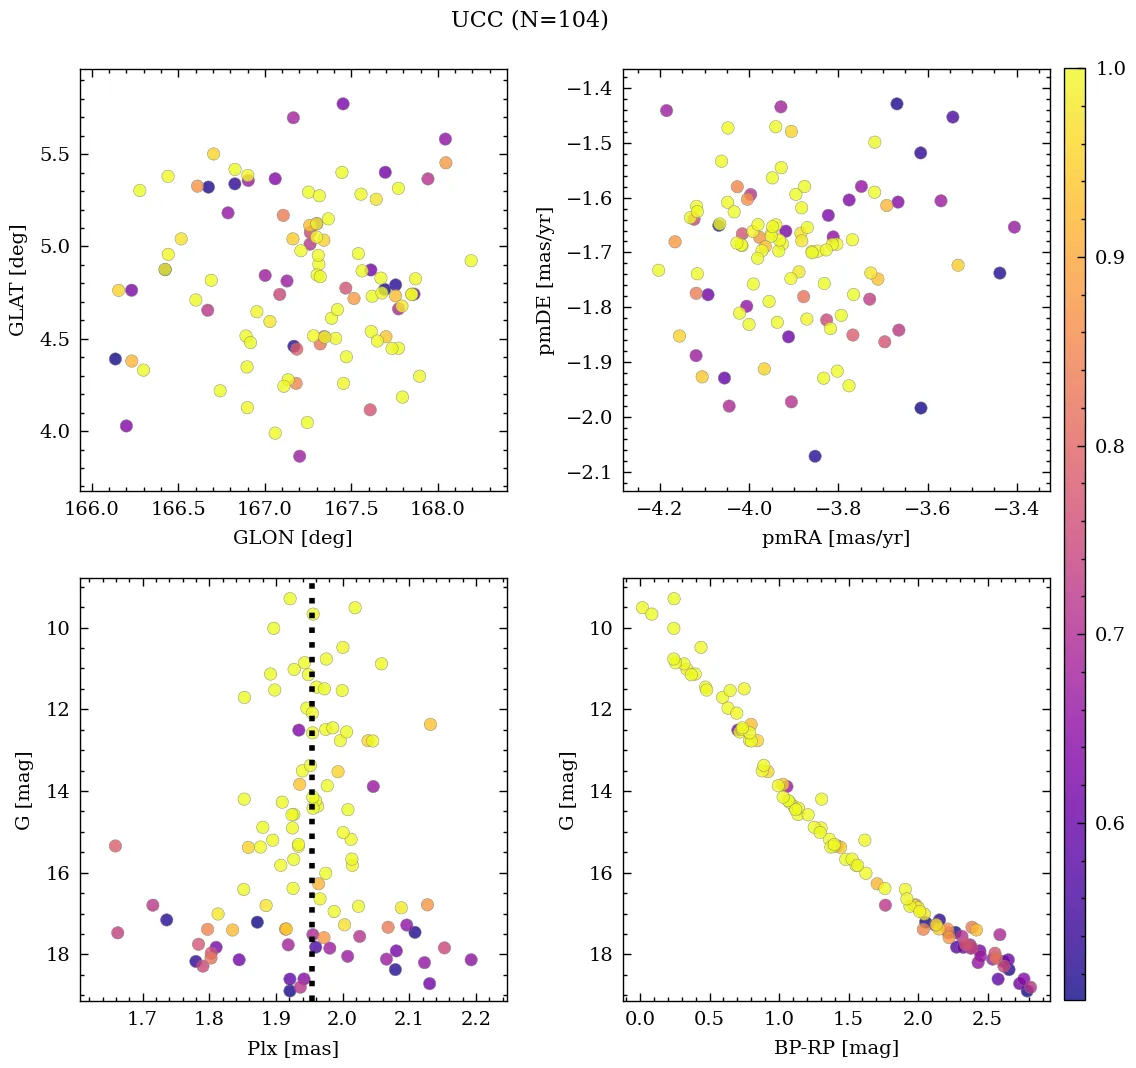 UCC (N=104)
5.5
5.0
4.5
4.0
GLAT [deg]
166.0 166.5 167.0 167.5 168.0
GLON [deg]
−1.4
−1.5
−1.6
−1.7
−1.8
−1.9
−2.0
−2.1
pmDE [mas/yr]
−4.2 −4.0 −3.8 −3.6 −3.4
pmRA [mas/yr]
1.0
0.9
0.8
0.7
0.6
10
12
14
16
18
G [mag]
1.7 1.8 1.9 2.0 2.1 2.2
Plx [mas]
10
12
14
16
18
G [mag]
0.0 0.5 1.0 1.5 2.0 2.5
BP-RP [mag]